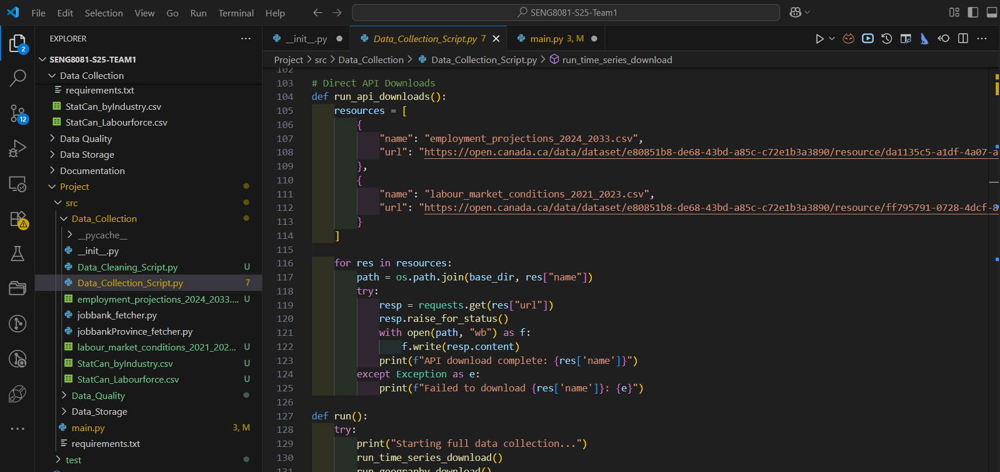 File Edit Selection View Go Run Terminal Help
SENG8081-S25-Team1
2
12
EXPLORER
SENG8081-S25-TEAM1
Data Collection
requirements.txt
StatCan_byIndustry.csv
StatCan_Labourforce.csv
Data Quality
Data Storage
Documentation
Project
src
Data_Collection
__pycache__
__init__.py
Data_Cleaning_Script.py U
Data_Collection_Script.py 7
employment_projections_2024_2033.... U
jobbank_fetcher.py
jobbankProvince_fetcher.py
labour_market_conditions_2021_202... U
StatCan_byIndustry.csv U
StatCan_Labourforce.csv U
Data_Quality
Data_Storage
main.py 3, M
requirements.txt
test
__init__.py
Data_Collection_Script.py 7
main.py 3, M
Project > src > Data_Collection > Data_Collection_Script.py > run_time_series_download
102
103 # Direct API Downloads
104 def run_api_downloads():
105 resources = [
106 {
107 "name": "employment_projections_2024_2033.csv",
108 "url": "https://open.canada.ca/data/dataset/e80851b8-de68-43bd-a85c-c72e1b3a3890/resource/da1135c5-a1df-4a07-a
109 },
110 {
111 "name": "labour_market_conditions_2021_2023.csv",
112 "url": "https://open.canada.ca/data/dataset/e80851b8-de68-43bd-a85c-c72e1b3a3890/resource/ff795791-0728-4dcf-8
113 }
114 ]
115
116 for res in resources:
117 path = os.path.join(base_dir, res["name"])
118 try:
119 resp = requests.get(res["url"])
120 resp.raise_for_status()
121 with open(path, "wb") as f:
122 f.write(resp.content)
123 print(f"API download complete: {res['name']}")
124 except Exception as e:
125 print(f"Failed to download {res['name']}: {e}")
126
127 def run():
128 try:
129 print("Starting full data collection...")
130 run_time_series_download()
131 run_geography_download()